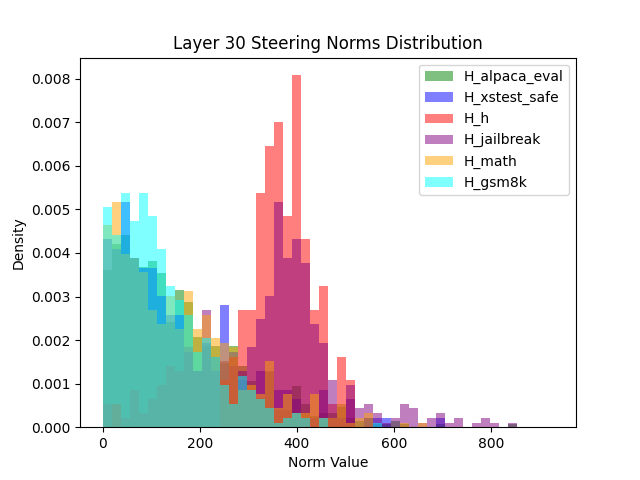 Layer 30 Steering Norms Distribution
H_alpaca_eval
H_xstest_safe
H_h
H_jailbreak
H_math
H_gsm8k
Density
0.008
0.007
0.006
0.005
0.004
0.003
0.002
0.001
0.000
0 200 400 600 800
Norm Value